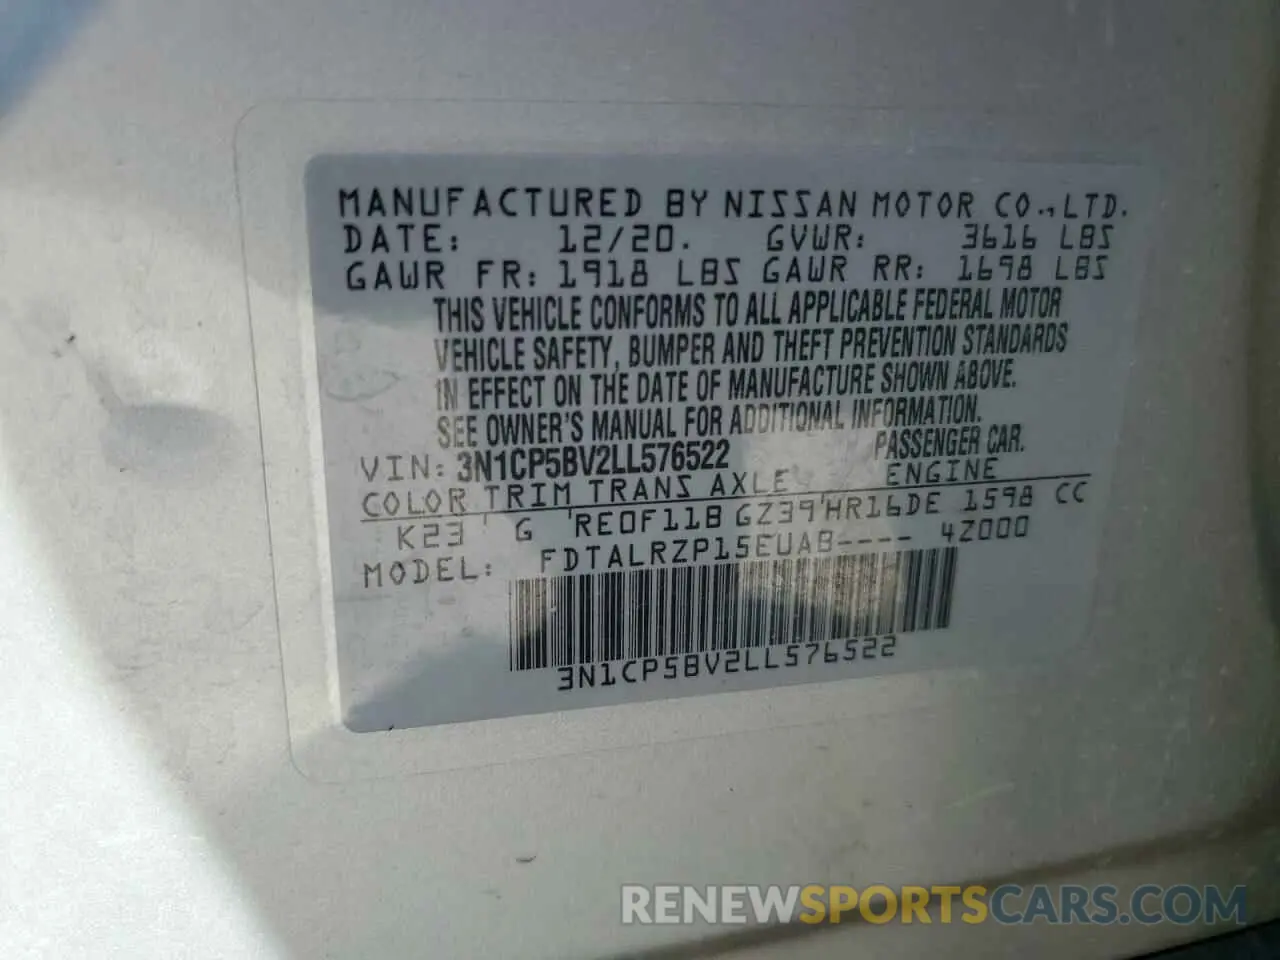 MANUFACTURED BY NISSAN MOTOR CO.,LTD.
DATE: 12/20. GVWR: 3616 LBS
GAWR FR: 1918 LBS GAWR RR: 1698 LBS
THIS VEHICLE CONFORMS TO ALL APPLICABLE FEDERAL MOTOR
VEHICLE SAFETY, BUMPER AND THEFT PREVENTION STANDARDS
IN EFFECT ON THE DATE OF MANUFACTURE SHOWN ABOVE.
SEE OWNER'S MANUAL FOR ADDITIONAL INFORMATION.
VIN: 3N1CP5BV2LL576522 PASSENGER CAR.
COLOR TRIM TRANS AXLE ENGINE
K23 G RE0F11B GZ39 HR16DE 1598 CC
MODEL: FDTALRZP15EUAB---- 4Z000
3N1CP5BV2LL576522
RENEWSPORTSCARS.COM